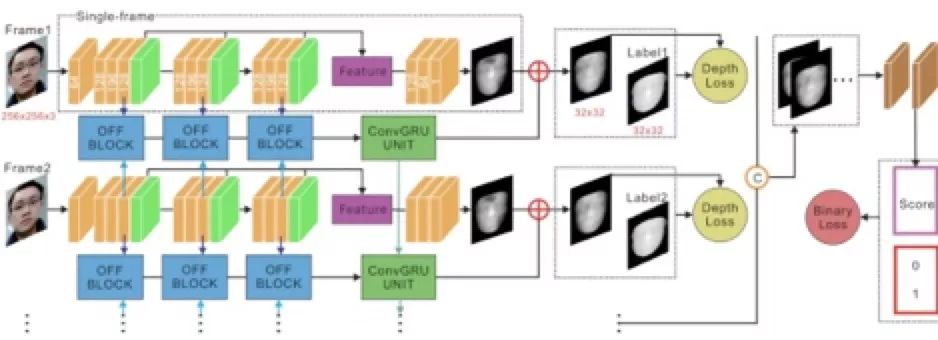 Single-frame
Frame1
Label1
Feature
Depth
Loss
256x256x3
32x32
32x32
OFF
BLOCK
OFF
BLOCK
OFF
BLOCK
ConvGRU
UNIT
Frame2
C
Label2
Feature
Depth
Loss
Binary
Loss
Score
OFF
BLOCK
OFF
BLOCK
OFF
BLOCK
ConvGRU
UNIT
0
1